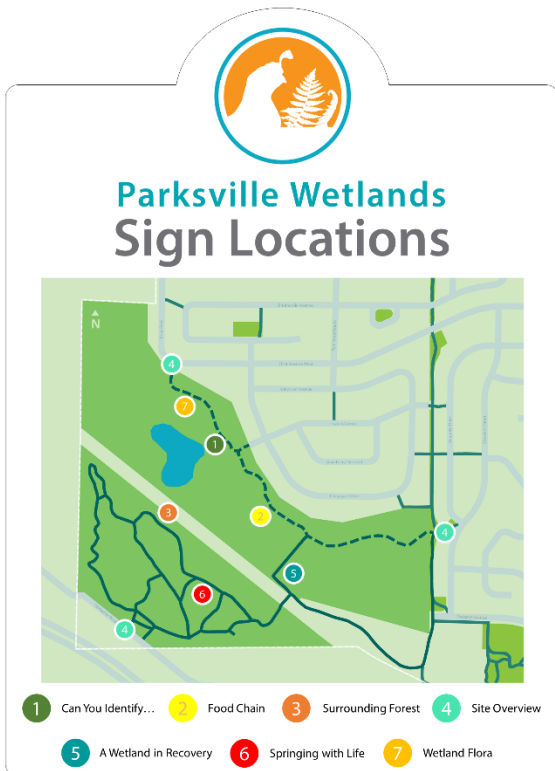 Parksville Wetlands
Sign Locations
N
4
7
1
3
2
4
5
6
4
1 Can You Identify... 2 Food Chain 3 Surrounding Forest 4 Site Overview
5 A Wetland in Recovery 6 Springing with Life 7 Wetland Flora